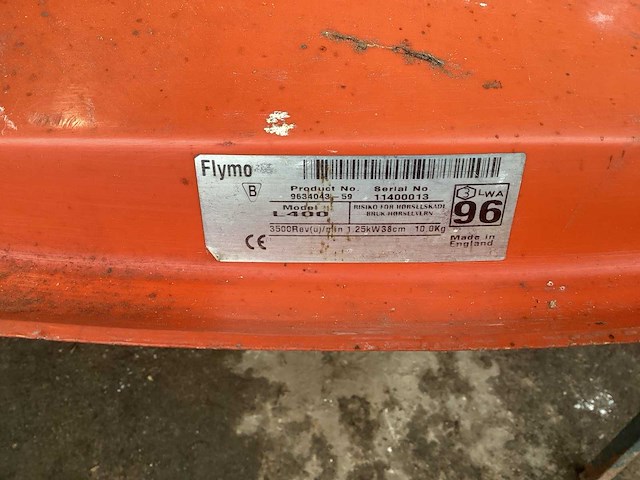 Flymo
B
Product No. Serial No
9634043-59 11400013
Model L400
RISIKO FOR HØRSELSKADE
BRUK HØRSELVERN
3500Rev(u)/min 1.25kW 38cm 10.0Kg
CE
3 LWA
96
Made in
England